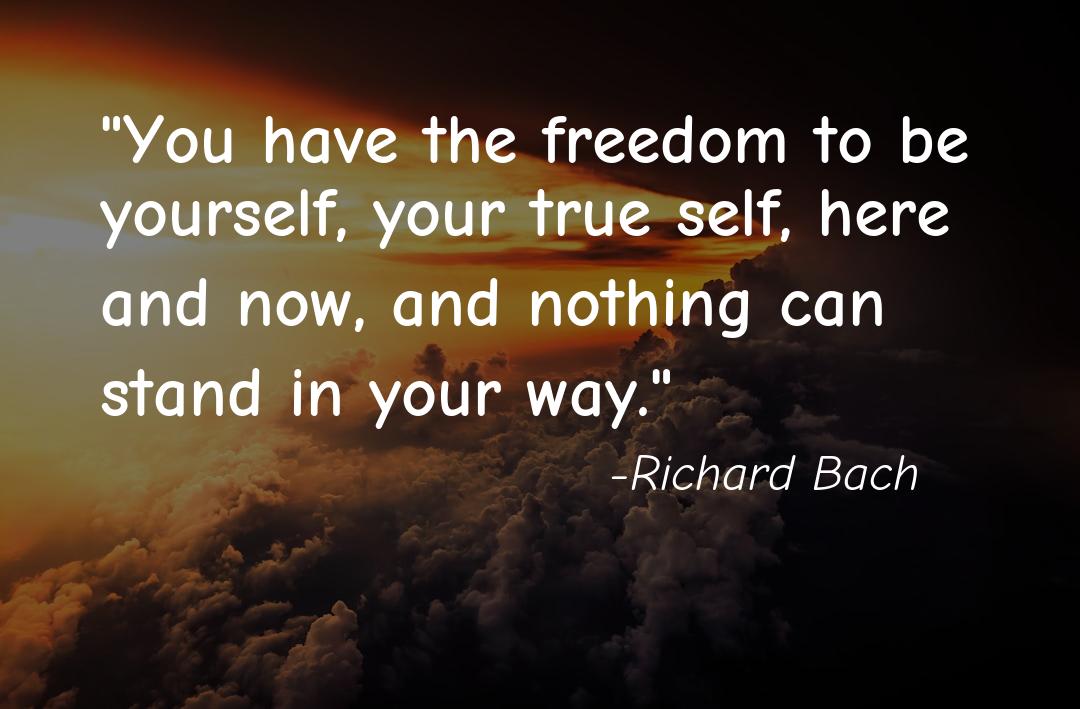 "You have the freedom to be
yourself, your true self, here
and now, and nothing can
stand in your way."
-Richard Bach